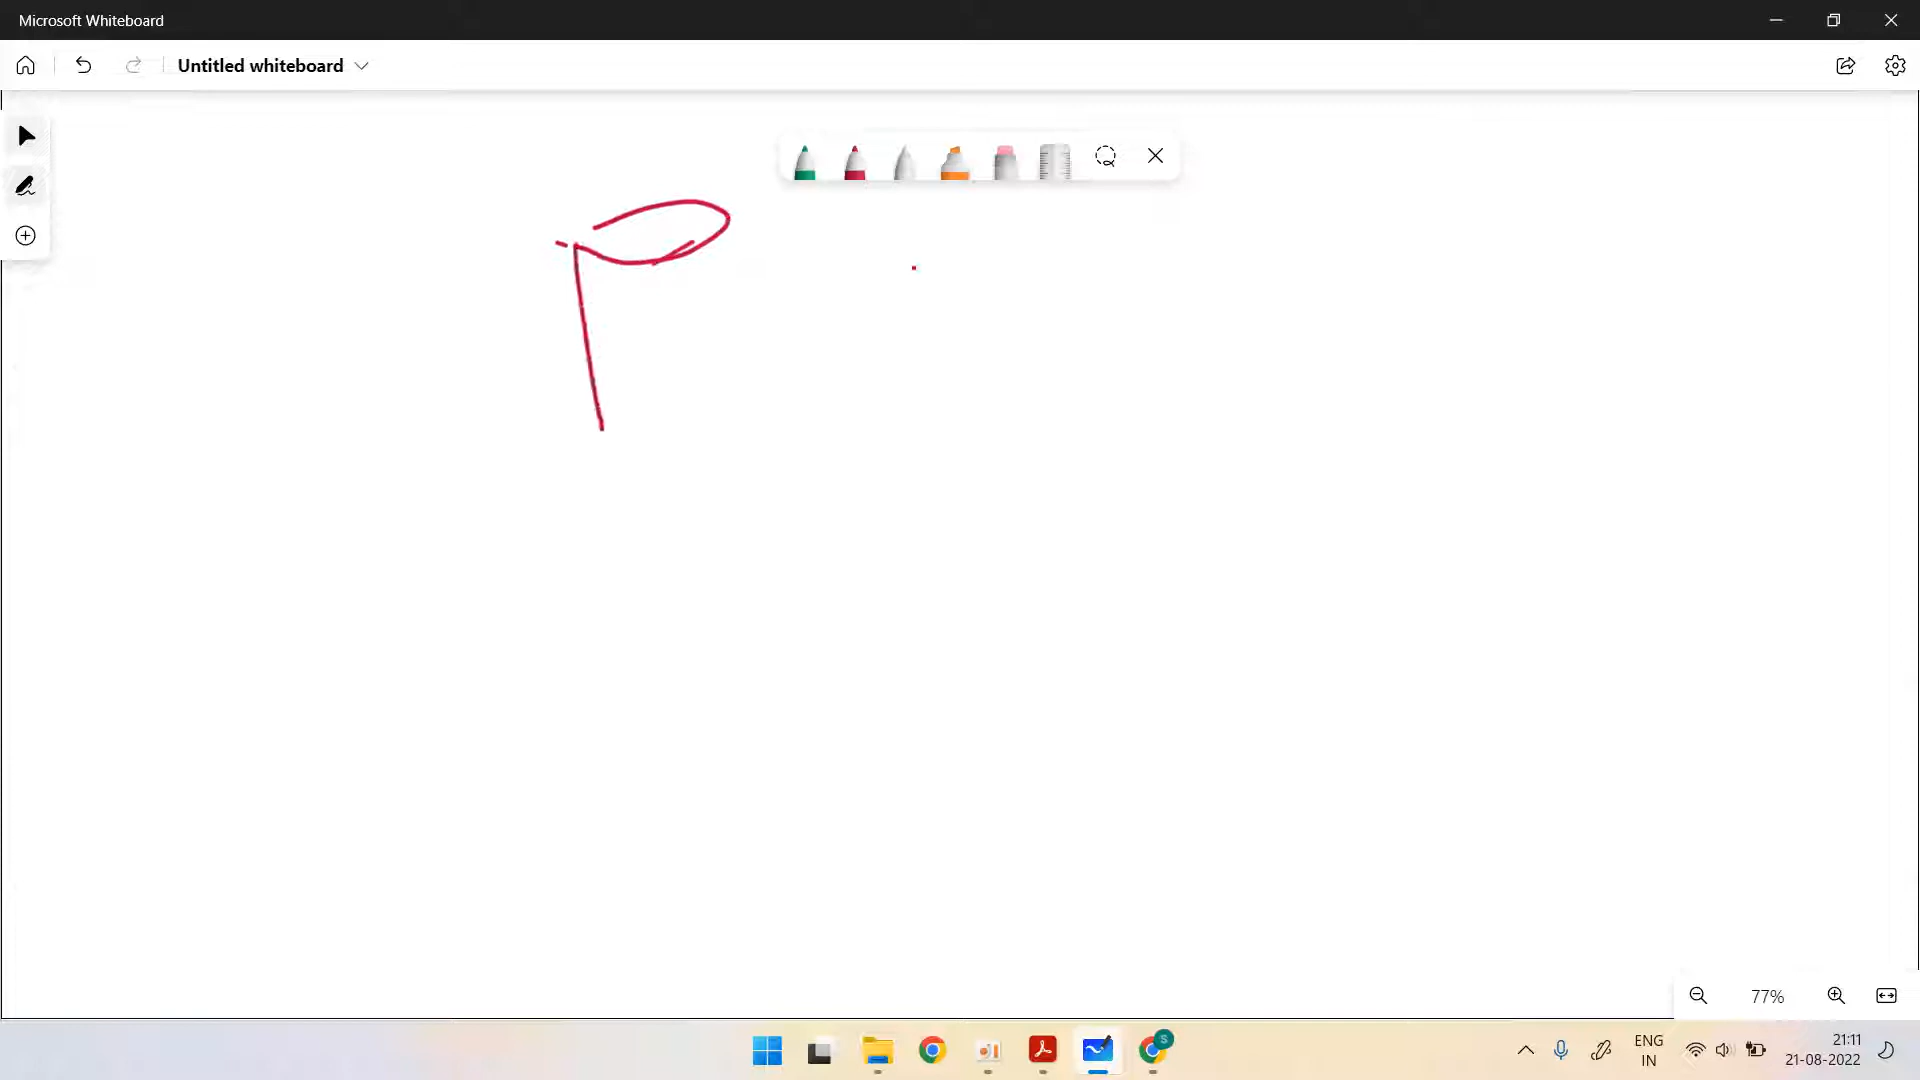 Microsoft Whiteboard
Untitled whiteboard
77%
S
ENG
IN
21:11
21-08-2022